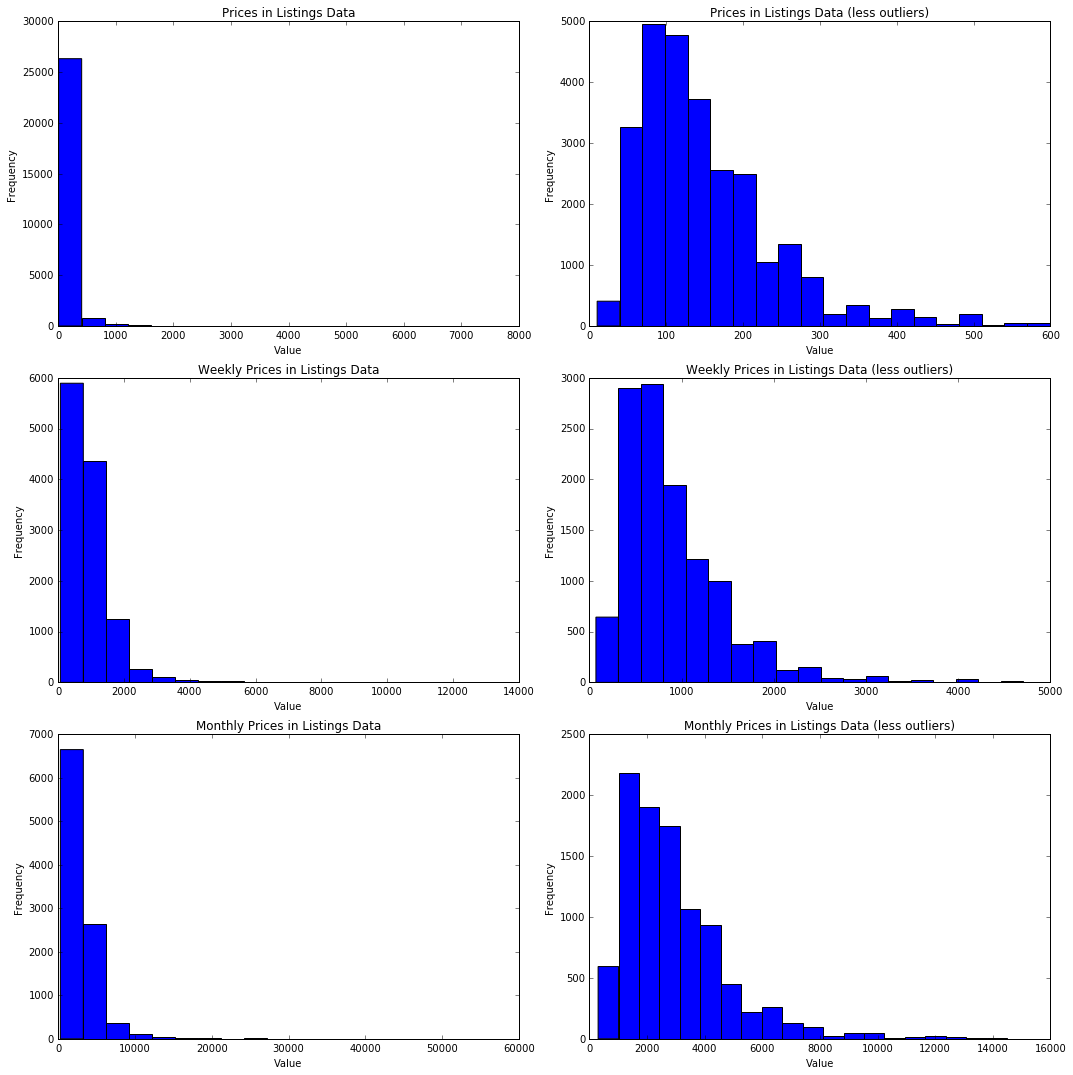 Prices in Listings Data
30000
25000
20000
15000
10000
5000
0
Frequency
0 1000 2000 3000 4000 5000 6000 7000 8000
Value
Prices in Listings Data (less outliers)
5000
4000
3000
2000
1000
0
Frequency
0 100 200 300 400 500 600
Value
Weekly Prices in Listings Data
6000
5000
4000
3000
2000
1000
0
Frequency
0 2000 4000 6000 8000 10000 12000 14000
Value
Weekly Prices in Listings Data (less outliers)
3000
2500
2000
1500
1000
500
0
Frequency
0 1000 2000 3000 4000 5000
Value
Monthly Prices in Listings Data
7000
6000
5000
4000
3000
2000
1000
0
Frequency
0 10000 20000 30000 40000 50000 60000
Value
Monthly Prices in Listings Data (less outliers)
2500
2000
1500
1000
500
0
Frequency
0 2000 4000 6000 8000 10000 12000 14000 16000
Value